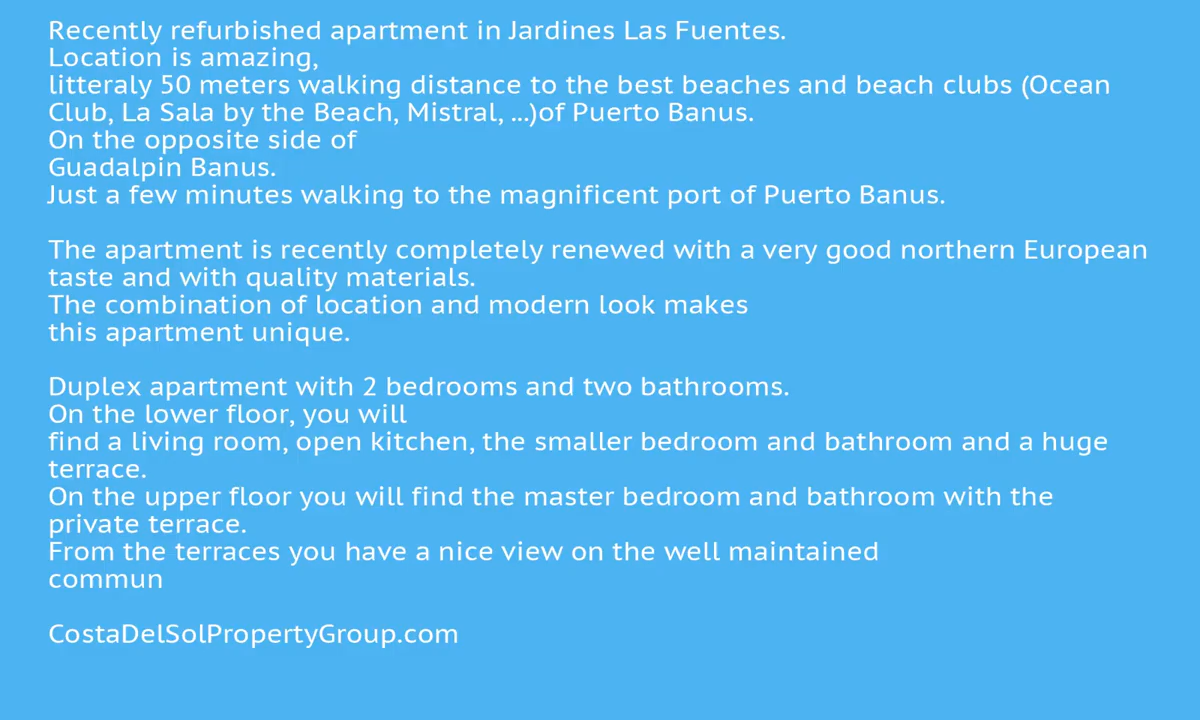 Recently refurbished apartment in Jardines Las Fuentes.
Location is amazing,
litteraly 50 meters walking distance to the best beaches and beach clubs (Ocean
Club, La Sala by the Beach, Mistral, ...)of Puerto Banus.
On the opposite side of
Guadalpin Banus.
Just a few minutes walking to the magnificent port of Puerto Banus.

The apartment is recently completely renewed with a very good northern European
taste and with quality materials.
The combination of location and modern look makes
this apartment unique.

Duplex apartment with 2 bedrooms and two bathrooms.
On the lower floor, you will
find a living room, open kitchen, the smaller bedroom and bathroom and a huge
terrace.
On the upper floor you will find the master bedroom and bathroom with the
private terrace.
From the terraces you have a nice view on the well maintained
commun

CostaDelSolPropertyGroup.com